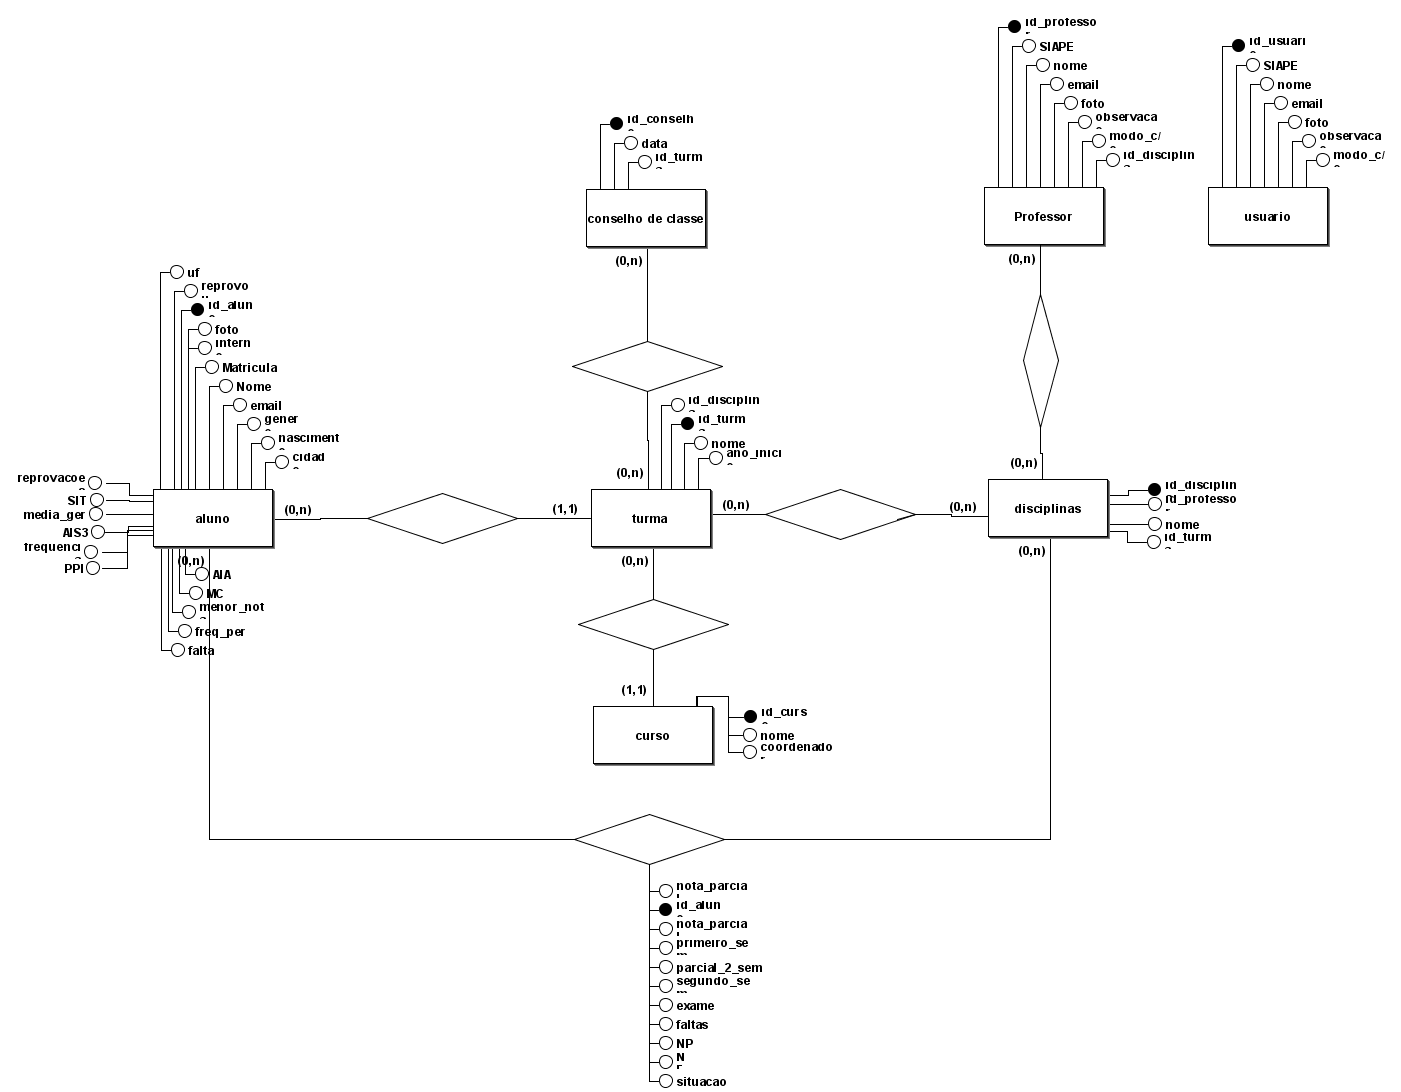 id_professo
SIAPE
nome
email
foto
observaca
modo_c/
id_disciplin
Professor
(0,n)
id_usuari
SIAPE
nome
email
foto
observaca
modo_c/
usuario
id_conselh
data
id_turm
conselho de classe
(0,n)
uf
reprovo
id_alun
foto
intern
Matricula
Nome
email
gener
nasciment
cidad
reprovacoe
SIT
media_ger
AIS3
frequenci
PPI
aluno
(0,n)
(0,n)
AIA
MC
menor_not
freq_per
falta
(1,1)
id_disciplin
id_turm
nome
ano_inici
(0,n)
turma
(0,n)
(0,n)
(0,n)
(0,n)
disciplinas
(0,n)
id_disciplin
id_professo
nome
id_turm
(1,1)
curso
id_curs
nome
coordenado
r
nota_parcia
l
id_alun
nota_parcia
l
primeiro_se
m
parcial_2_sem
segundo_se
m
exame
faltas
NP
N
F
situacao